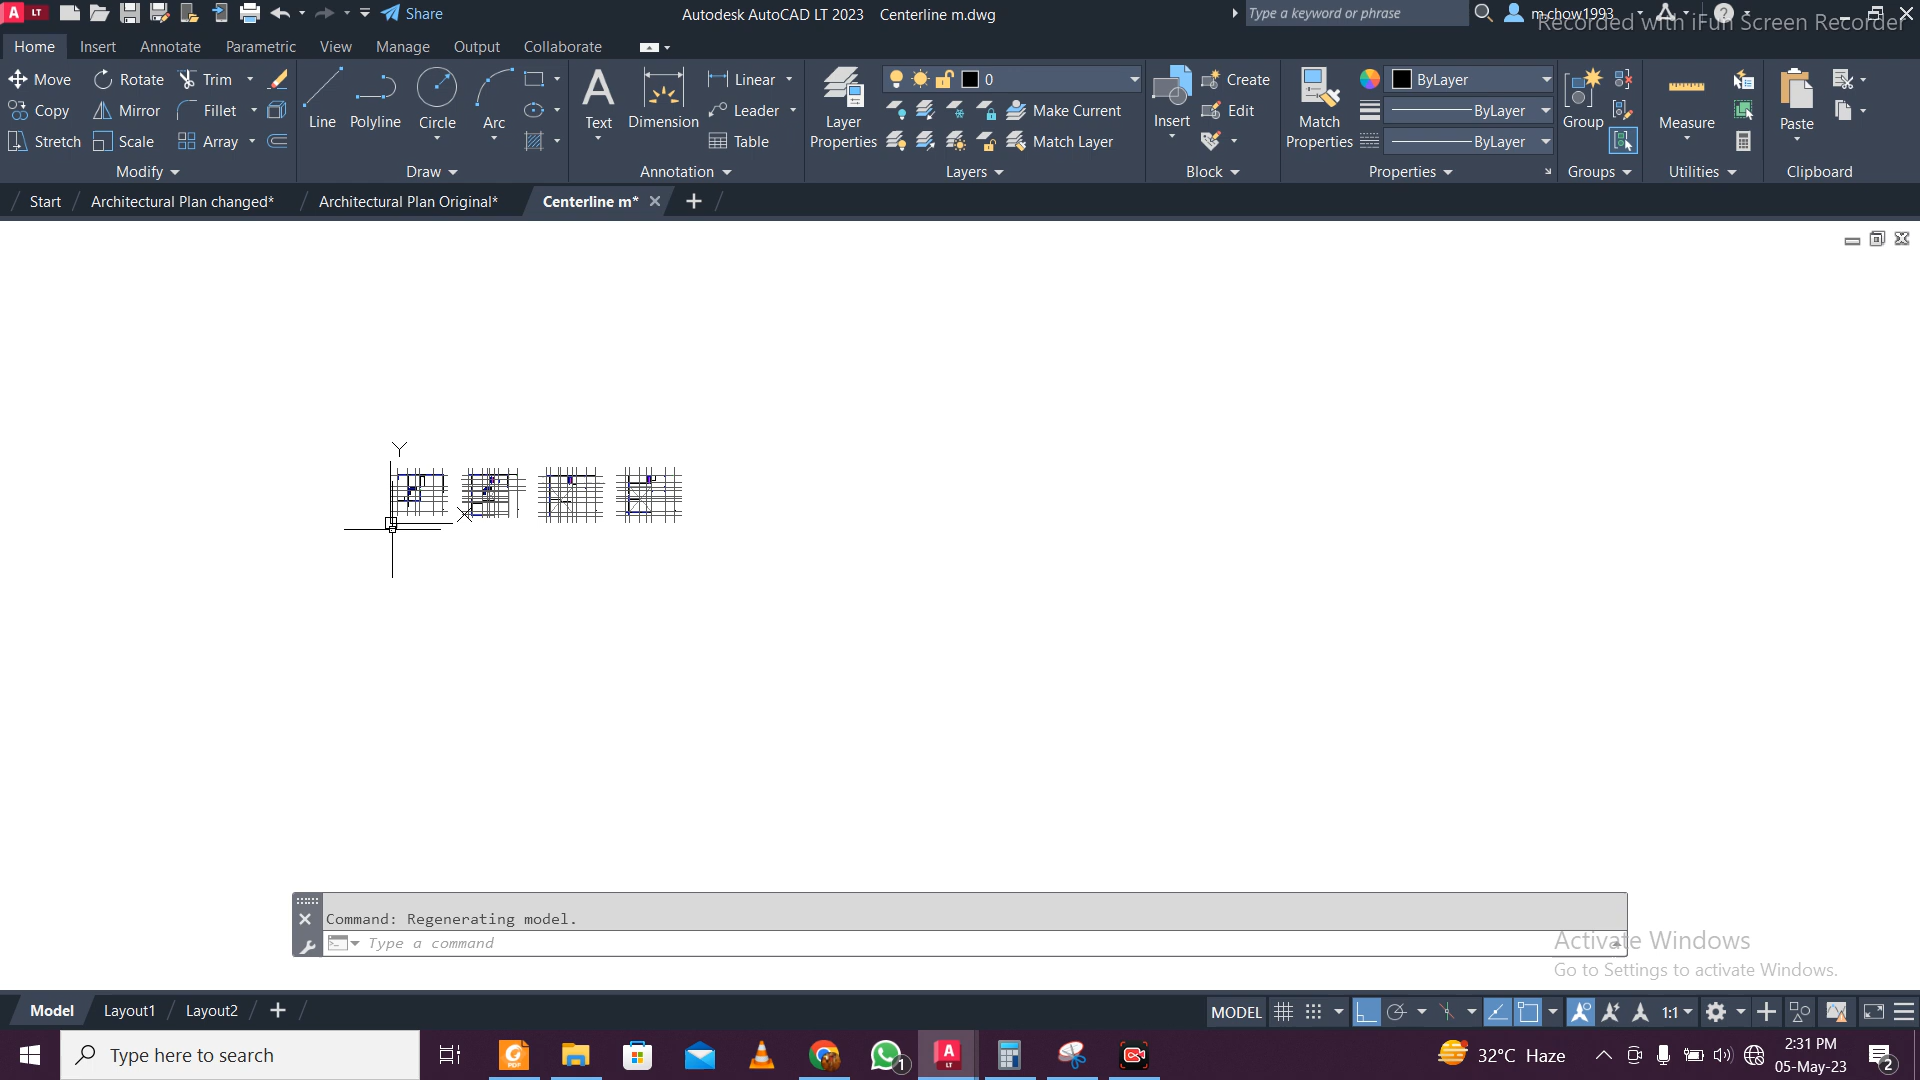 LT
Share
Autodesk AutoCAD LT 2023 Centerline m.dwg
Type a keyword or phrase
m.chow1993
Recorded with iFun Screen Recorder
Home Insert Annotate Parametric View Manage Output Collaborate
Move Rotate Trim
Copy Mirror Fillet
Stretch Scale Array
Modify
Line Polyline Circle Arc
Draw
Text Dimension
Linear
Leader
Table
Annotation
Layer Properties
0
Make Current
Match Layer
Layers
Insert
Create
Edit
Block
Match Properties
ByLayer
ByLayer
ByLayer
Properties
Group
Groups
Measure
Utilities
Paste
Clipboard
Start Architectural Plan changed* Architectural Plan Original* Centerline m*
Y
X
Command: Regenerating model.
Type a command
Activate Windows
Go to Settings to activate Windows.
Model Layout1 Layout2
MODEL 1:1
Type here to search
1
LT
32°C Haze
2:31 PM
05-May-23
2